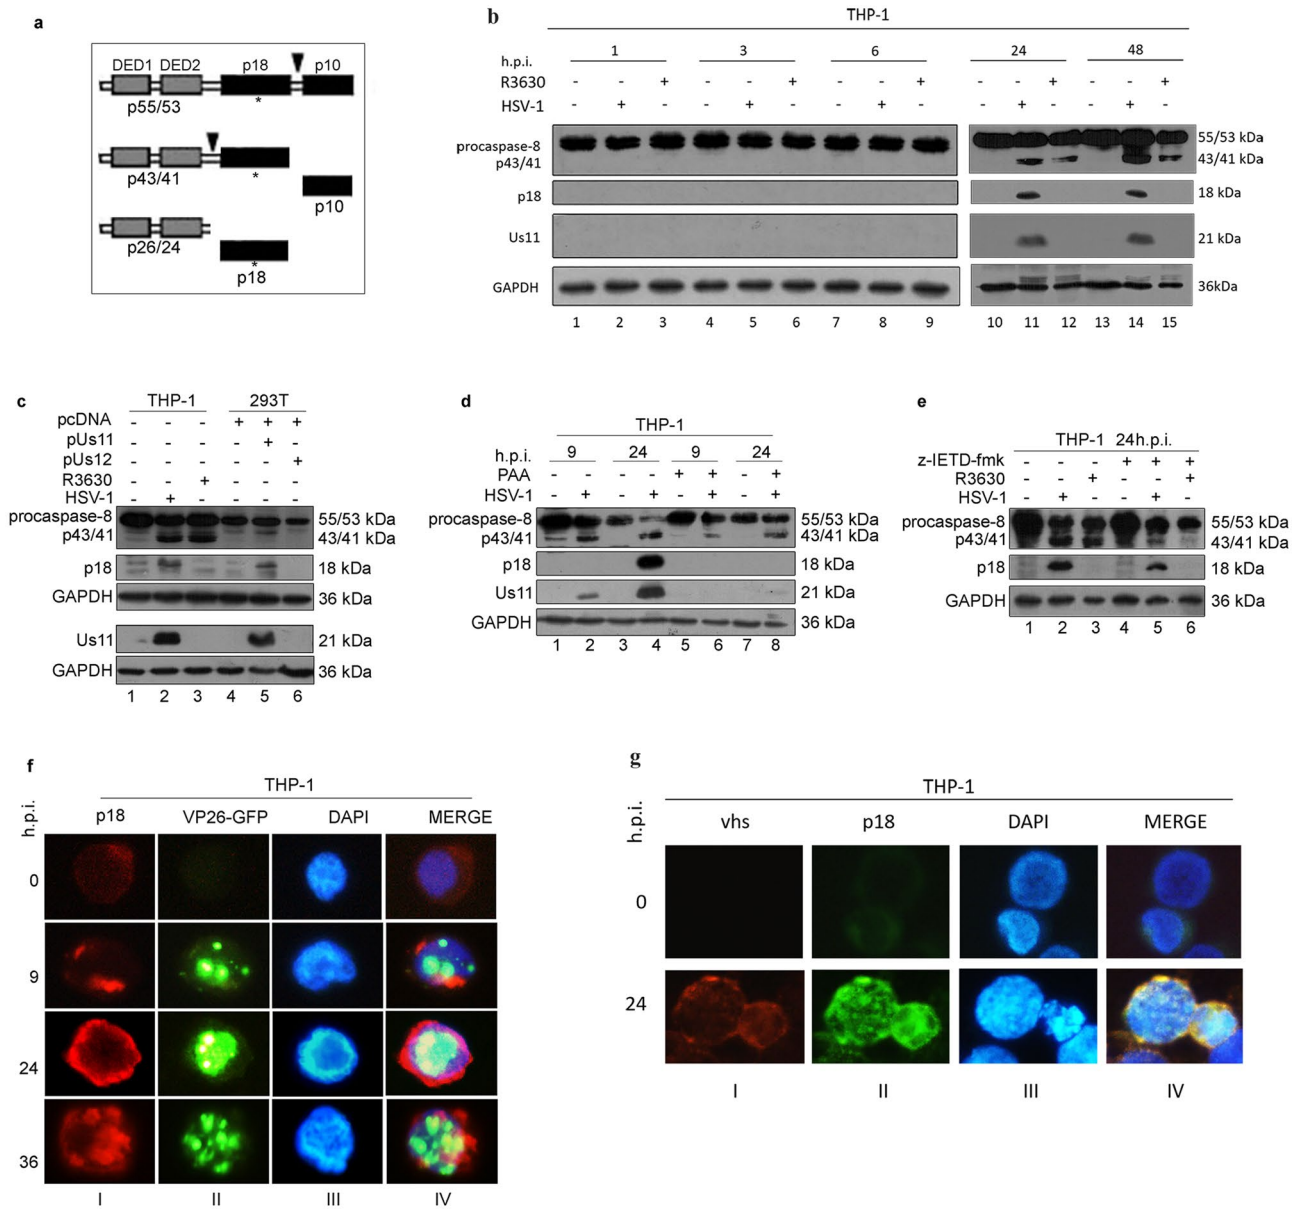 a
DED1 DED2 p18 p10
*
p55/53
*
p43/41
p10
p26/24
*
p18
b
THP-1
h.p.i. 1 3 6 24 48
R3630 - - + - - + - - + - - + - - +
HSV-1 - + - - + - - + - - + - - + -
procaspase-8 55/53 kDa
p43/41 43/41 kDa
p18 18 kDa
Us11 21 kDa
GAPDH 36kDa
1 2 3 4 5 6 7 8 9 10 11 12 13 14 15
c
THP-1 293T
pcDNA - - - + + +
pUs11 - - - - + -
pUs12 - - - - - +
R3630 - - + - - -
HSV-1 - + - - - -
procaspase-8 55/53 kDa
p43/41 43/41 kDa
p18 18 kDa
GAPDH 36 kDa
Us11 21 kDa
GAPDH 36 kDa
1 2 3 4 5 6
d
THP-1
h.p.i. 9 24 9 24
PAA - - - - + + - +
HSV-1 - + - + - + - +
procaspase-8 55/53 kDa
p43/41 43/41 kDa
p18 18 kDa
Us11 21 kDa
GAPDH 36 kDa
1 2 3 4 5 6 7 8
e
THP-1 24h.p.i.
z-IETD-fmk - - - + + +
R3630 - - + - - +
HSV-1 - + - - + -
procaspase-8 55/53 kDa
p43/41 43/41 kDa
p18 18 kDa
GAPDH 36 kDa
1 2 3 4 5 6
f
THP-1
h.p.i.
p18 VP26-GFP DAPI MERGE
0
9
24
36
I II III IV
g
THP-1
h.p.i.
vhs p18 DAPI MERGE
0
24
I II III IV